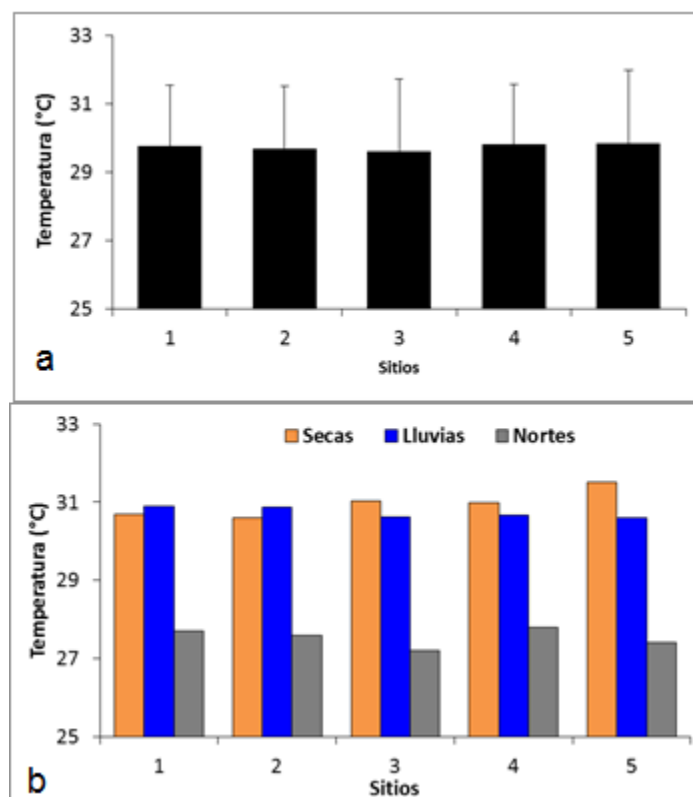 33
31
29
27
25
Temperatura (°C)
1 2 3 4 5
Sitios
a
33
31
29
27
25
Temperatura (°C)
Secas Lluvias Nortes
1 2 3 4 5
Sitios
b